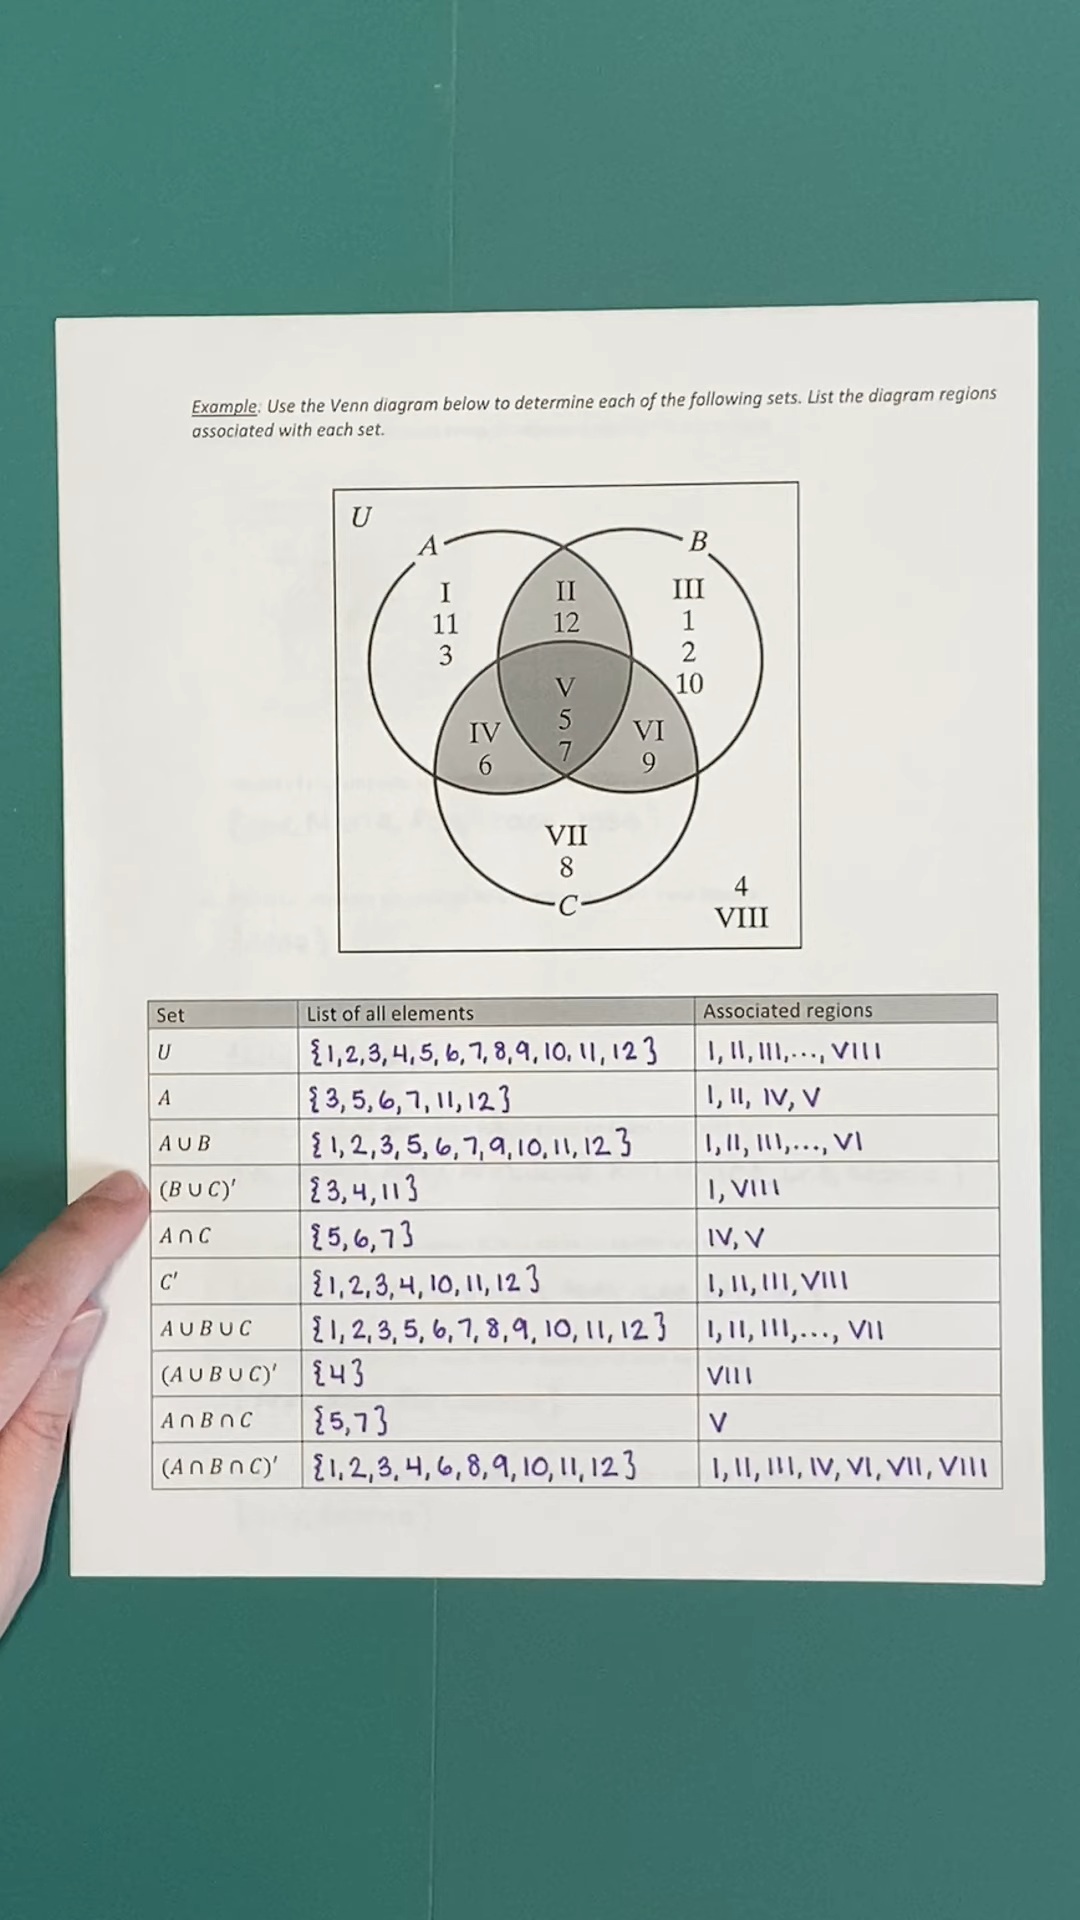 Example: Use the Venn diagram below to determine each of the following sets. List the diagram regions
associated with each set.
U
A
B
I
11
3
II
12
III
1
2
10
IV
6
V
5
7
VI
9
VII
8
C
4
VIII
Set List of all elements Associated regions
U {1,2,3,4,5,6,7,8,9,10,11,12} I,II,III,...,VIII
A {3,5,6,7,11,12} I,II,IV,V
A∪B {1,2,3,5,6,7,9,10,11,12} I,II,III,...,VI
(B∪C)' {3,4,11} I,VIII
A∩C {5,6,7} IV,V
C' {1,2,3,4,10,11,12} I,II,III,VIII
A∪B∪C {1,2,3,5,6,7,8,9,10,11,12} I,II,III,...,VII
(A∪B∪C)' {4} VIII
A∩B∩C {5,7} V
(A∩B∩C)' {1,2,3,4,6,8,9,10,11,12} I,II,III,IV,VI,VII,VIII